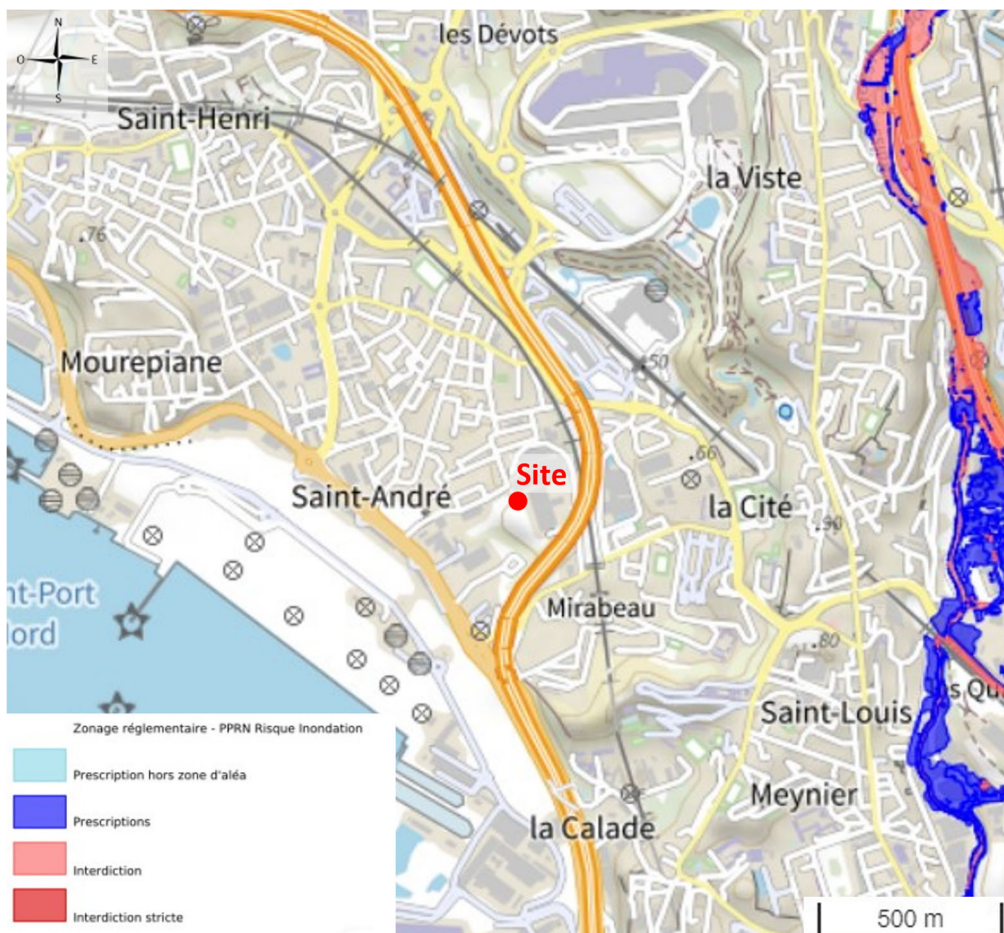 N
O
E
S
les Dévots
Saint-Henri
la Viste
76
Mourepiane
50
Site
66
Saint-André
la Cité
90
nt-Port
Nord
Mirabeau
80
Saint-Louis
Zonage réglementaire - PPRN Risque Inondation
Prescription hors zone d'aléa
Prescriptions
Interdiction
Interdiction stricte
Meynier
la Calade
500 m